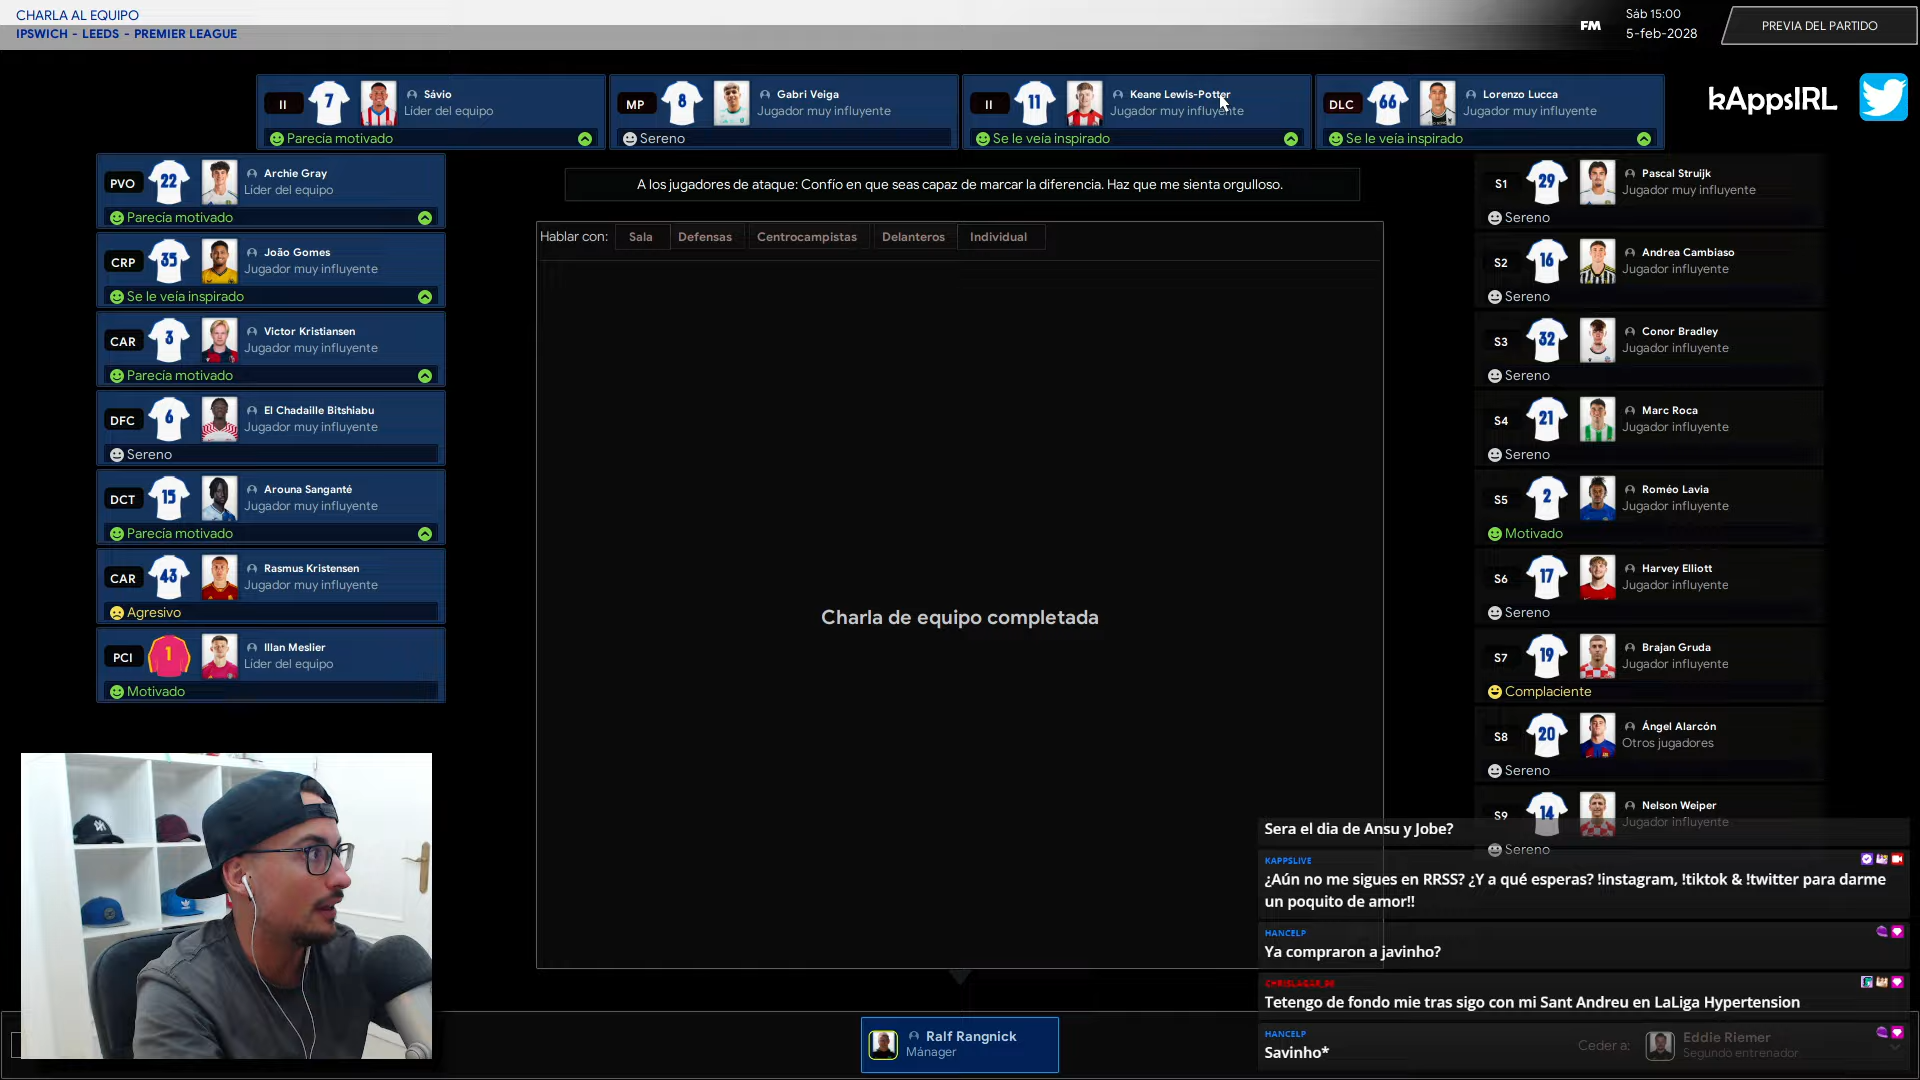 CHARLA AL EQUIPO
IPSWICH - LEEDS - PREMIER LEAGUE
FM
Sáb 15:00
5-feb-2028
PREVIA DEL PARTIDO
II
7
Sávio
Líder del equipo
Parecía motivado
MP
8
Gabri Veiga
Jugador muy influyente
Sereno
II
11
Keane Lewis-Potter
Jugador muy influyente
Se le veía inspirado
DLC
66
Lorenzo Lucca
Jugador muy influyente
Se le veía inspirado
kAppsIRL
PVO
22
Archie Gray
Líder del equipo
Parecía motivado
CRP
35
João Gomes
Jugador muy influyente
Se le veía inspirado
CAR
3
Victor Kristiansen
Jugador muy influyente
Parecía motivado
DFC
6
El Chadaille Bitshiabu
Jugador muy influyente
Sereno
DCT
15
Arouna Sanganté
Jugador muy influyente
Parecía motivado
CAR
43
Rasmus Kristensen
Jugador muy influyente
Agresivo
PCI
1
Illan Meslier
Líder del equipo
Motivado
A los jugadores de ataque: Confío en que seas capaz de marcar la diferencia. Haz que me sienta orgulloso.
Hablar con: Sala Defensas Centrocampistas Delanteros Individual
Charla de equipo completada
S1
29
Pascal Struijk
Jugador muy influyente
Sereno
S2
16
Andrea Cambiaso
Jugador influyente
Sereno
S3
32
Conor Bradley
Jugador influyente
Sereno
S4
21
Marc Roca
Jugador influyente
Sereno
S5
2
Roméo Lavia
Jugador influyente
Motivado
S6
17
Harvey Elliott
Jugador influyente
Sereno
S7
19
Brajan Gruda
Jugador influyente
Complaciente
S8
20
Ángel Alarcón
Otros jugadores
Sereno
S9
14
Nelson Weiper
Jugador influyente
Sereno
Sera el dia de Ansu y Jobe?
KAPPSLIVE
¿Aún no me sigues en RRSS? ¿Y a qué esperas? !instagram, !tiktok & !twitter para darme
un poquito de amor!!
HANCELP
Ya compraron a javinho?
Tetengo de fondo mie tras sigo con mi Sant Andreu en LaLiga Hypertension
HANCELP
Savinho*
Ralf Rangnick
Mánager
Ceder a:
Eddie Riemer
Segundo entrenador